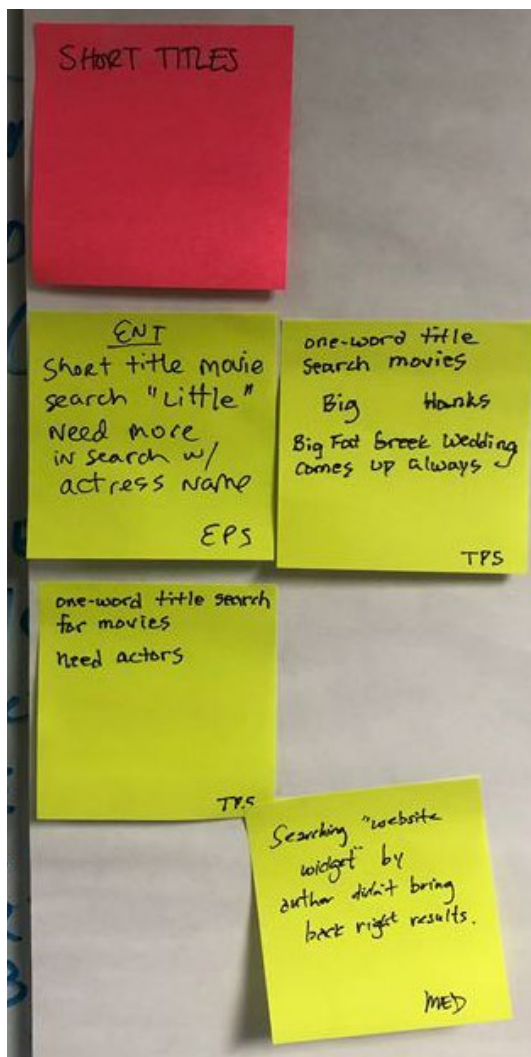 SHORT TITLES
ENT
Short title movie
search "Little"
Need more
in search w/
actress name
EPS
one-word title
search movies
Big Hanks
Big Fat Greek Wedding
comes up always
TPS
one-word title search
for movies
need actors
TPS
Searching "website
widget" by
author didn't bring
back right results.
MED